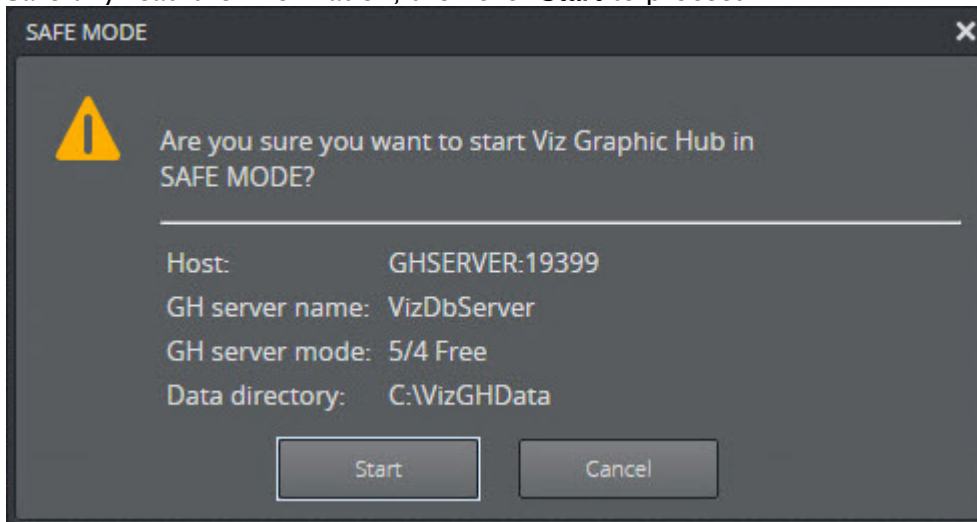 SAFE MODE
Are you sure you want to start Viz Graphic Hub in
SAFE MODE?
Host: GHSERVER:19399
GH server name: VizDbServer
GH server mode: 5/4 Free
Data directory: C:\VizGHData
Start Cancel